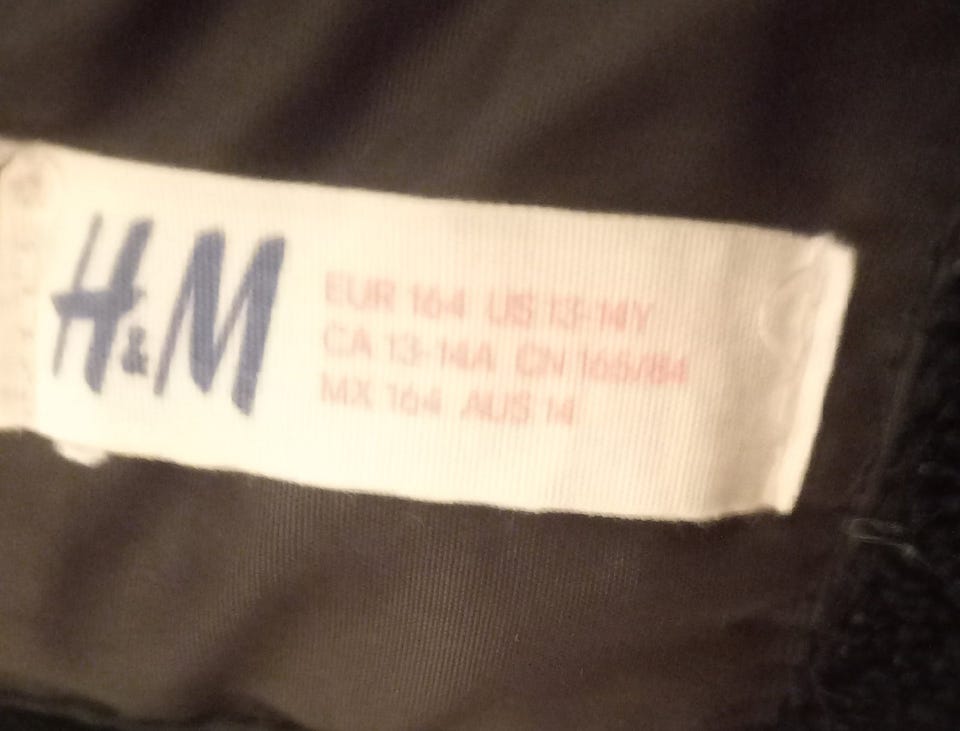 H&M
EUR 164 US 13-14Y
CA 13-14A CN 165/84
MX 164 AUS 14